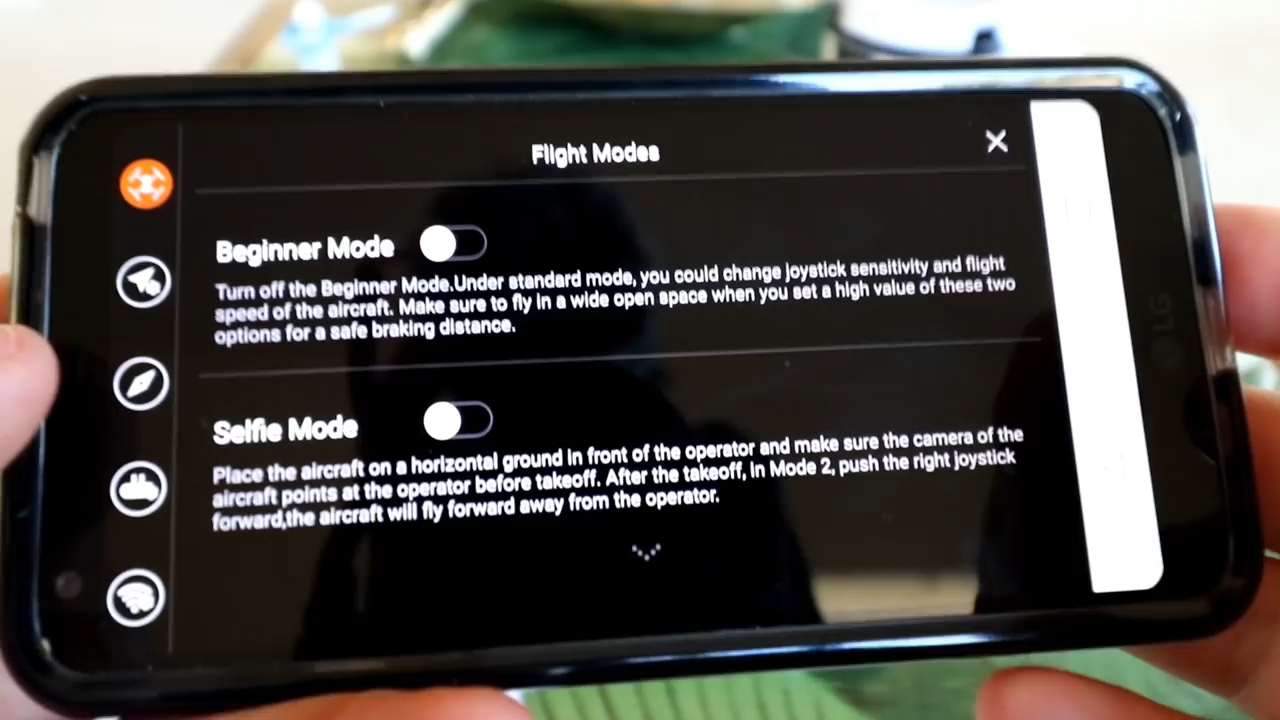 Flight Modes
Beginner Mode
Turn off the Beginner Mode.Under standard mode, you could change joystick sensitivity and flight
speed of the aircraft. Make sure to fly in a wide open space when you set a high value of these two
options for a safe braking distance.
Selfie Mode
Place the aircraft on a horizontal ground in front of the operator and make sure the camera of the
aircraft points at the operator before takeoff. After the takeoff, in Mode 2, push the right joystick
forward,the aircraft will fly forward away from the operator.
LG